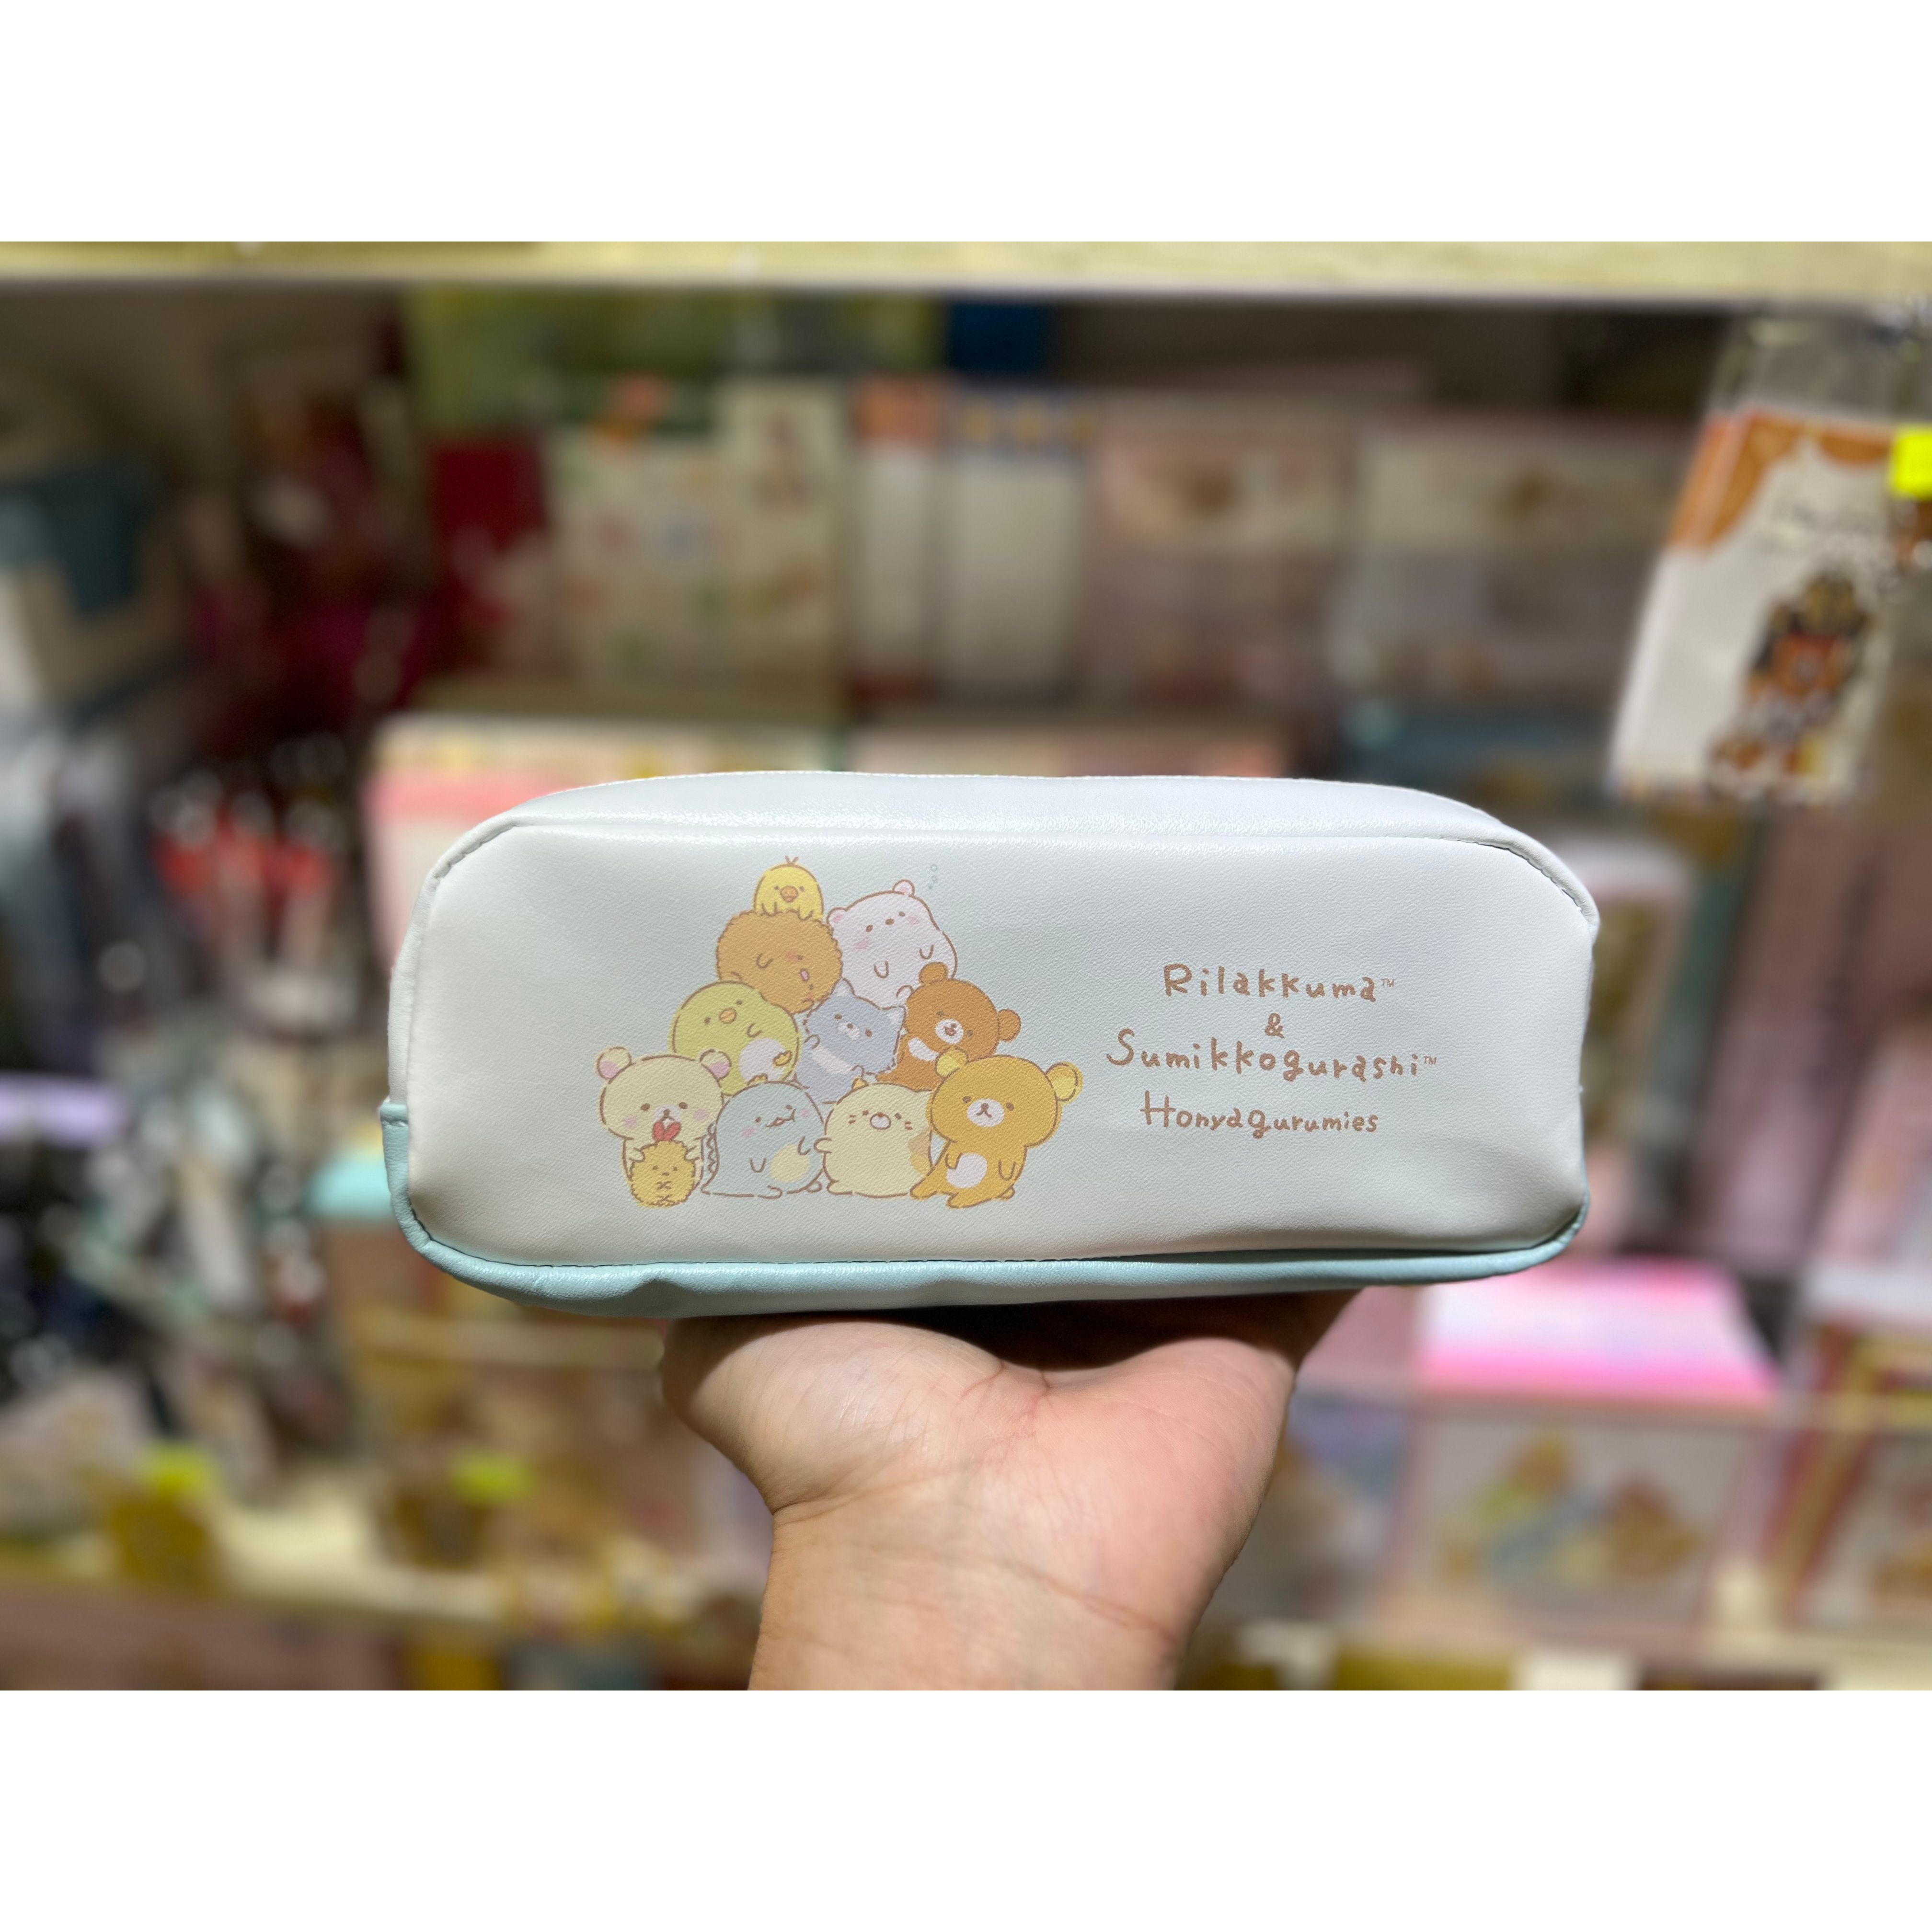 Rilakkuma™
&
Sumikkogurashi™
Honyagurumies